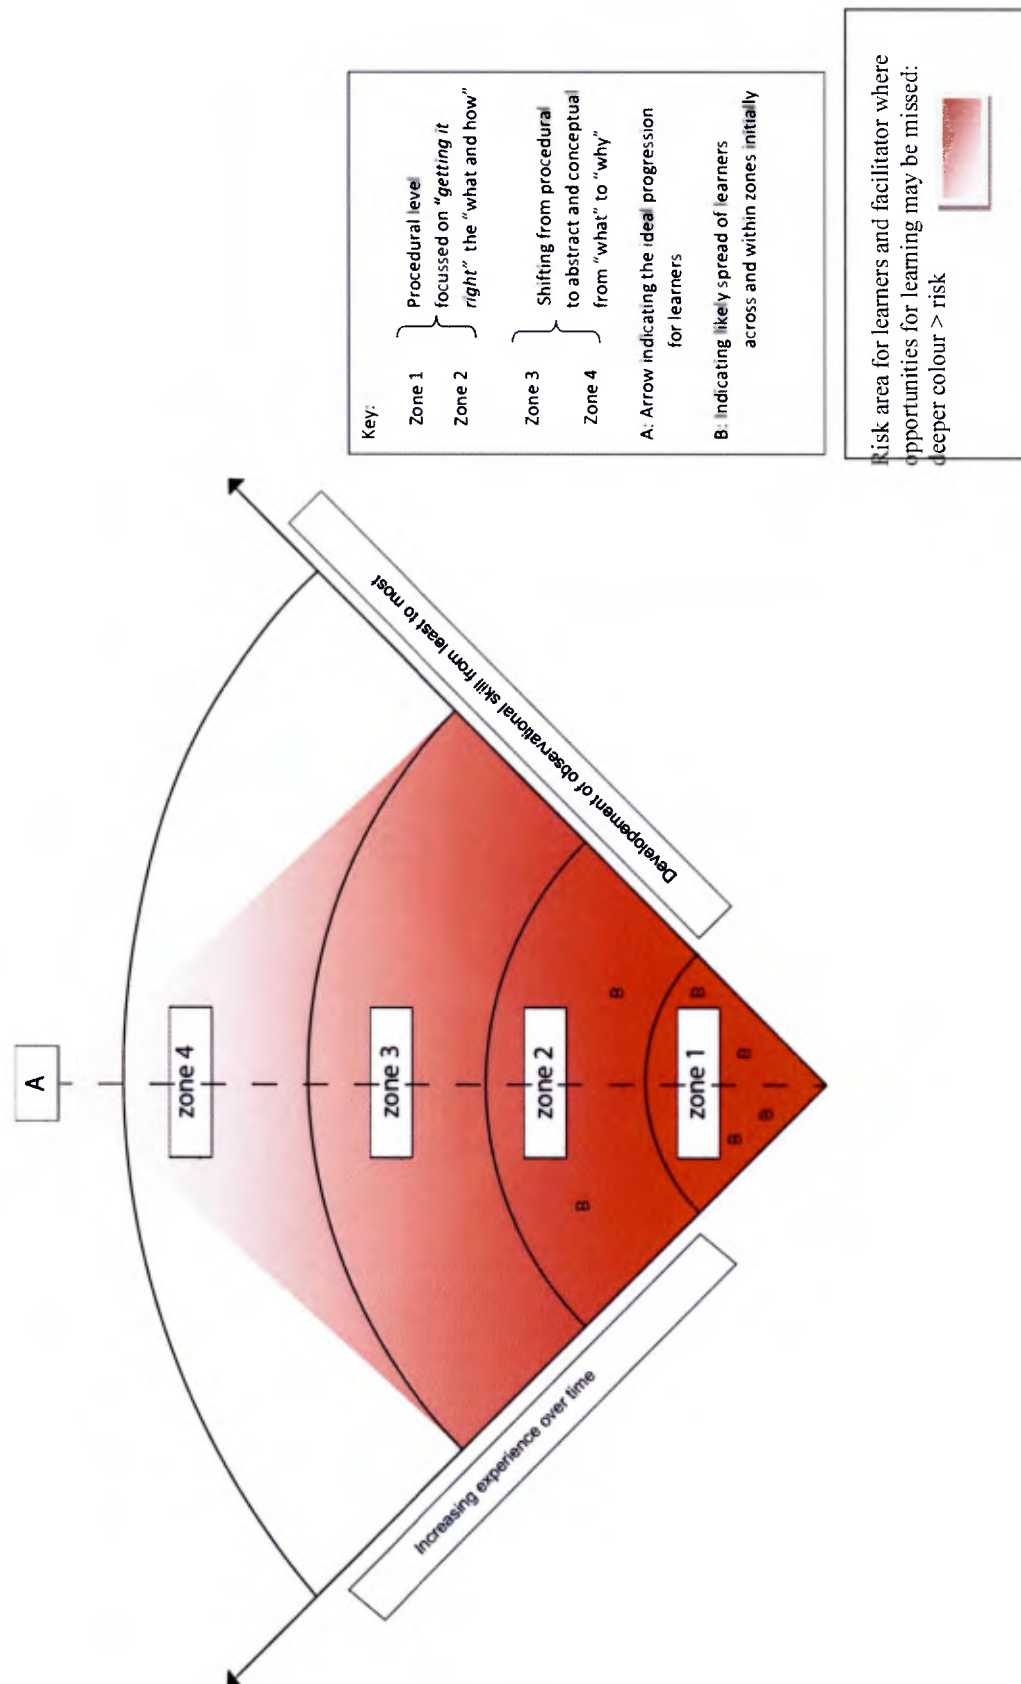 A
zone 4
zone 3
zone 2
zone 1
B
B
B
B
B
B
Increasing experience over time
Developement of observational skill from least to most
Key:
Zone 1
Zone 2
Procedural level
focussed on "getting it
right" the "what and how"
Zone 3
Zone 4
Shifting from procedural
to abstract and conceptual
from "what" to "why"
A: Arrow indicating the ideal progression
for learners
B: Indicating likely spread of learners
across and within zones initially
Risk area for learners and facilitator where
opportunities for learning may be missed:
deeper colour > risk